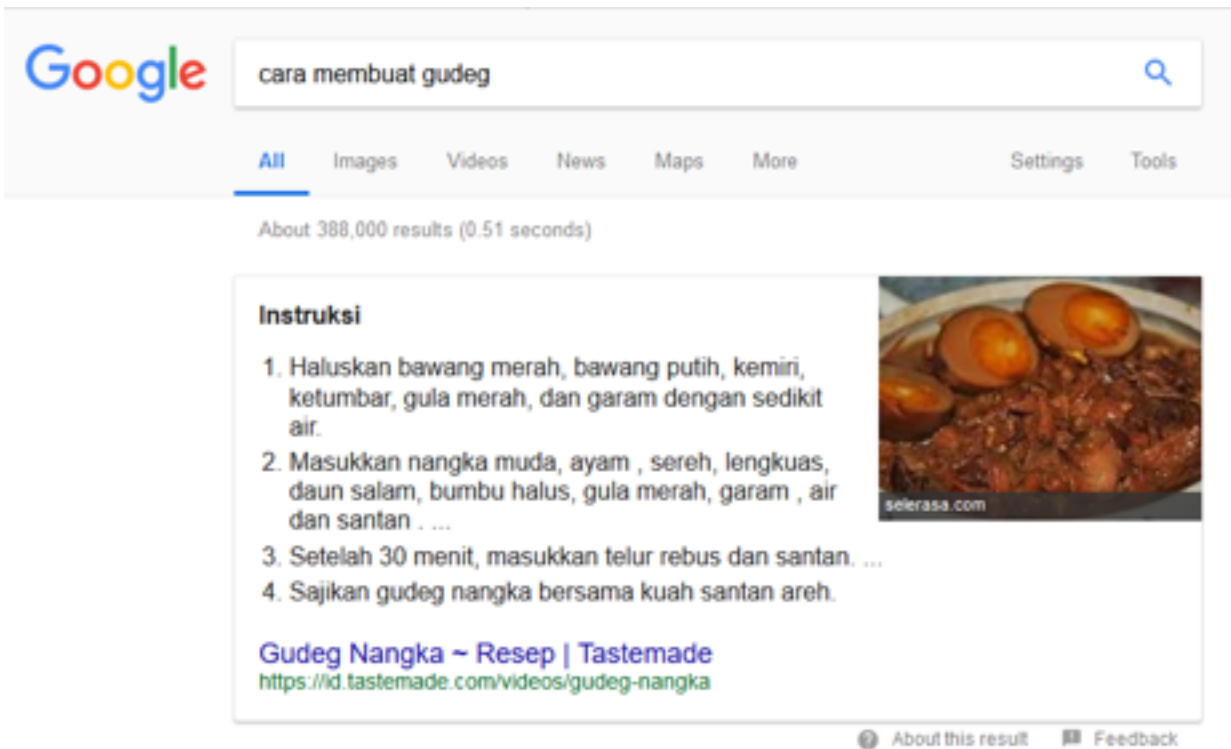 Google
cara membuat gudeg
All Images Videos News Maps More Settings Tools
About 388,000 results (0.51 seconds)
Instruksi
1. Haluskan bawang merah, bawang putih, kemiri,
ketumbar, gula merah, dan garam dengan sedikit
air.
2. Masukkan nangka muda, ayam , sereh, lengkuas,
daun salam, bumbu halus, gula merah, garam , air
dan santan . ...
3. Setelah 30 menit, masukkan telur rebus dan santan. ...
4. Sajikan gudeg nangka bersama kuah santan areh.
selerasa.com
Gudeg Nangka ~ Resep | Tastemade
https://id.tastemade.com/videos/gudeg-nangka
About this result Feedback